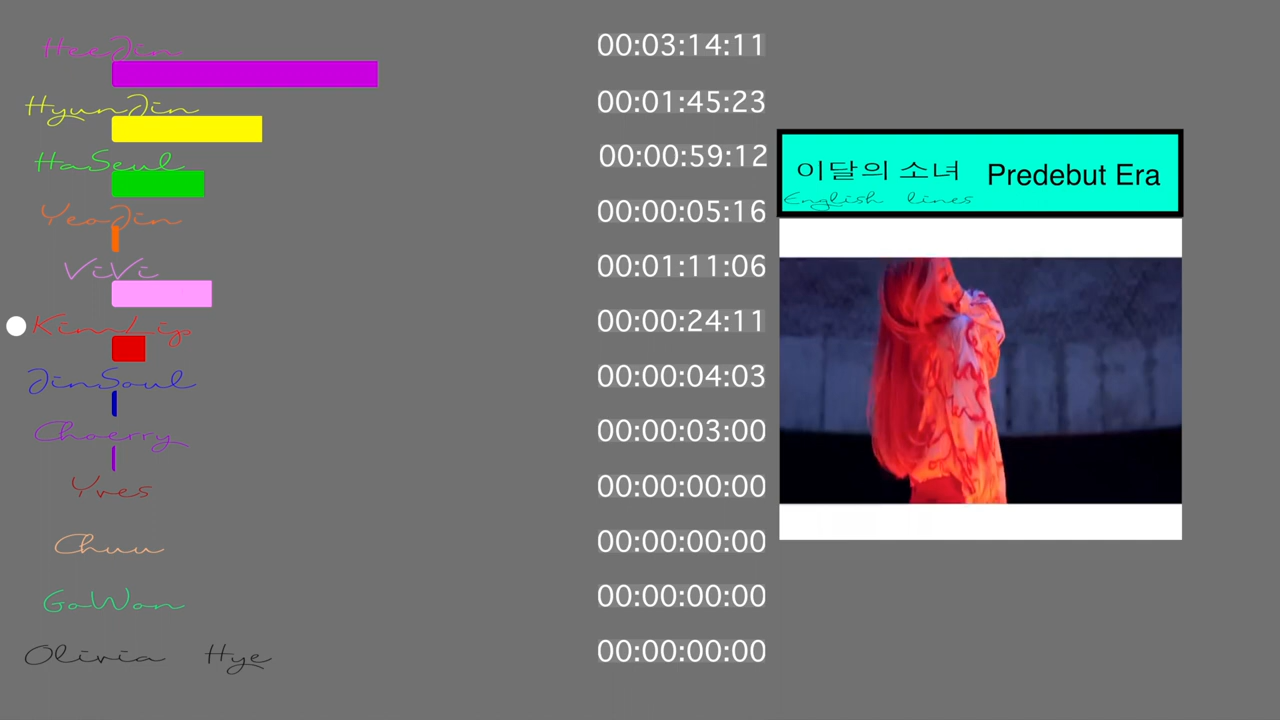 HeeJin 00:03:14:11
HyunJin 00:01:45:23
HaSeul 00:00:59:12
YeoJin 00:00:05:16
ViVi 00:01:11:06
Kim Lip 00:00:24:11
JinSoul 00:00:04:03
Choerry 00:00:03:00
Yves 00:00:00:00
Chuu 00:00:00:00
GoWon 00:00:00:00
Olivia Hye 00:00:00:00
이달의 소녀 Predebut Era
English lines